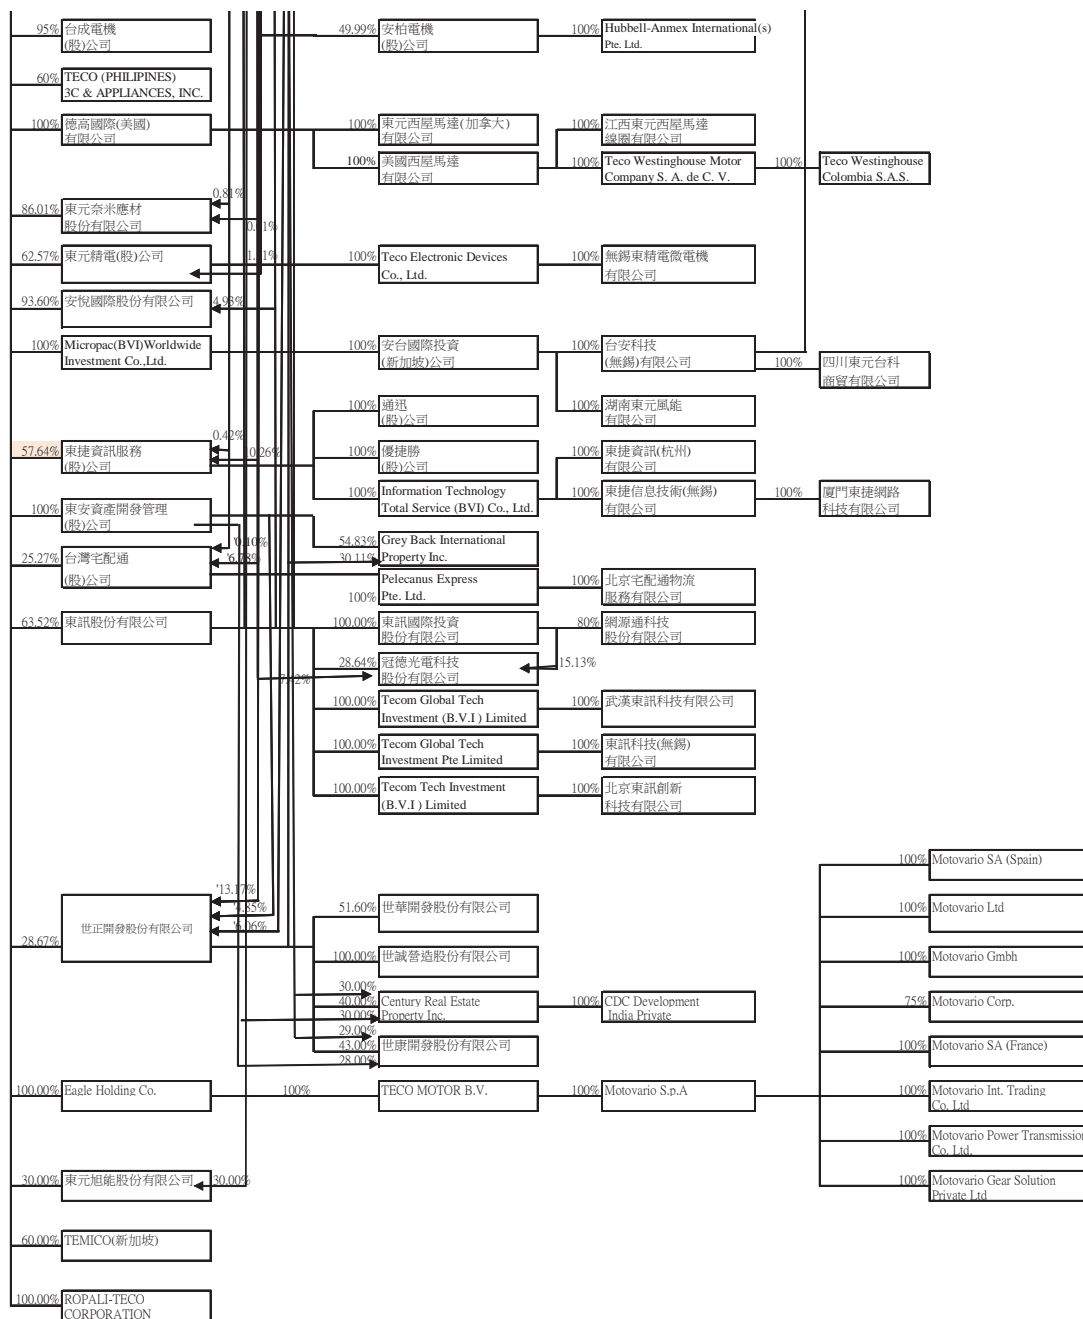 95% 台成電機
(股)公司
49.99% 安柏電機
(股)公司
100% Hubbell-Anmex International(s)
Pte. Ltd.
60% TECO (PHILIPINES)
3C & APPLIANCES, INC.
100% 德高國際(美國)
有限公司
100% 東元西屋馬達(加拿大)
有限公司
100% 江西東元西屋馬達
線圈有限公司
100% 美國西屋馬達
有限公司
100% Teco Westinghouse Motor
Company S. A. de C. V.
100% Teco Westinghouse
Colombia S.A.S.
0.81%
86.01% 東元奈米應材
股份有限公司
62.57% 東元精電(股)公司
100% Teco Electronic Devices
Co., Ltd.
100% 無錫東精電微電機
有限公司
93.60% 安悅國際股份有限公司 4.93%
100% Micropac(BVI)Worldwide
Investment Co.,Ltd.
100% 安台國際投資
(新加坡)公司
100% 台安科技
(無錫)有限公司
100% 四川東元台科
商貿有限公司
100% 通迅
(股)公司
100% 湖南東元風能
有限公司
0.42%
57.64% 東捷資訊服務
(股)公司
0.26%
100% 優捷勝
(股)公司
100% 東捷資訊(杭州)
有限公司
100% Information Technology
Total Service (BVI) Co., Ltd.
100% 東捷信息技術(無錫)
有限公司
100% 廈門東捷網路
科技有限公司
100% 東安資產開發管理
(股)公司
54.83% Grey Back International
30.11% Property Inc.
'0.10%
'6.78%
25.27% 台灣宅配通
(股)公司
100% Pelecanus Express
Pte. Ltd.
100% 北京宅配通物流
服務有限公司
63.52% 東訊股份有限公司
100.00% 東訊國際投資
股份有限公司
80% 網源通科技
股份有限公司
28.64% 冠德光電科技
股份有限公司
15.13%
100.00% Tecom Global Tech
Investment (B.V.I ) Limited
100% 武漢東訊科技有限公司
100.00% Tecom Global Tech
Investment Pte Limited
100% 東訊科技(無錫)
有限公司
100.00% Tecom Tech Investment
(B.V.I ) Limited
100% 北京東訊創新
科技有限公司
100% Motovario SA (Spain)
'13.17%
'4.85%
'6.06%
28.67% 世正開發股份有限公司
51.60% 世華開發股份有限公司
100% Motovario Ltd
100.00% 世誠營造股份有限公司
100% Motovario Gmbh
30.00%
40.00% Century Real Estate
30.00% Property Inc.
100% CDC Development
India Private
75% Motovario Corp.
29.00%
43.00% 世康開發股份有限公司
28.00%
100% Motovario SA (France)
100.00% Eagle Holding Co.
100% TECO MOTOR B.V.
100% Motovario S.p.A
100% Motovario Int. Trading
Co. Ltd
100% Motovario Power Transmission
Co. Ltd.
30.00% 東元旭能股份有限公司 30.00%
100% Motovario Gear Solution
Private Ltd
60.00% TEMICO(新加坡)
100.00% ROPALI-TECO
CORPORATION